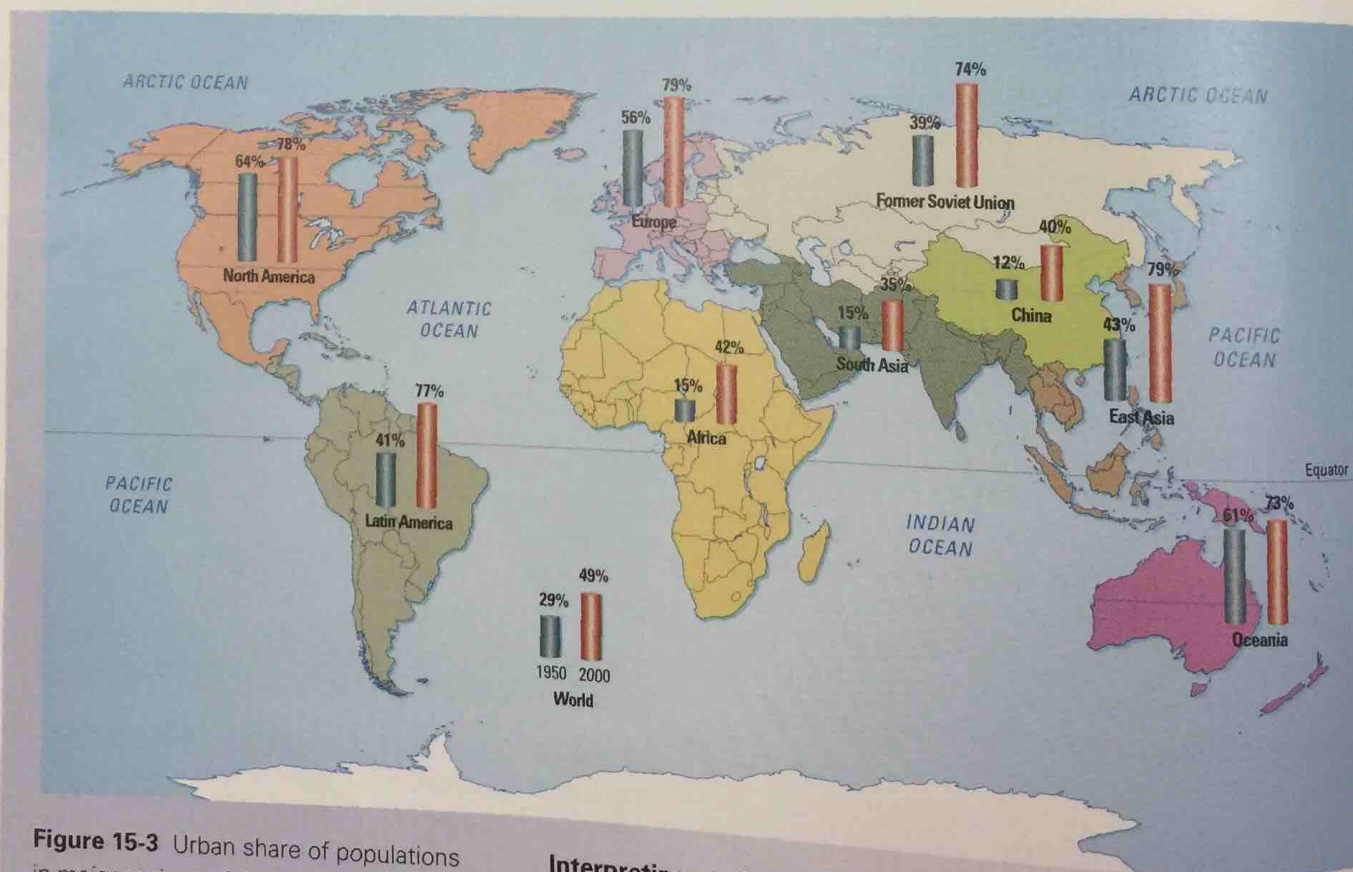 ARCTIC OCEAN
ARCTIC OCEAN
79%
74%
56%
39%
64%
78%
Former Soviet Union
Europe
40%
12%
79%
North America
35%
China
ATLANTIC
OCEAN
15%
43%
PACIFIC
OCEAN
South Asia
42%
15%
77%
East Asia
Africa
41%
Equator
PACIFIC
OCEAN
61%
73%
Latin America
INDIAN
OCEAN
49%
29%
Oceania
1950 2000
World
Figure 15-3 Urban share of populations